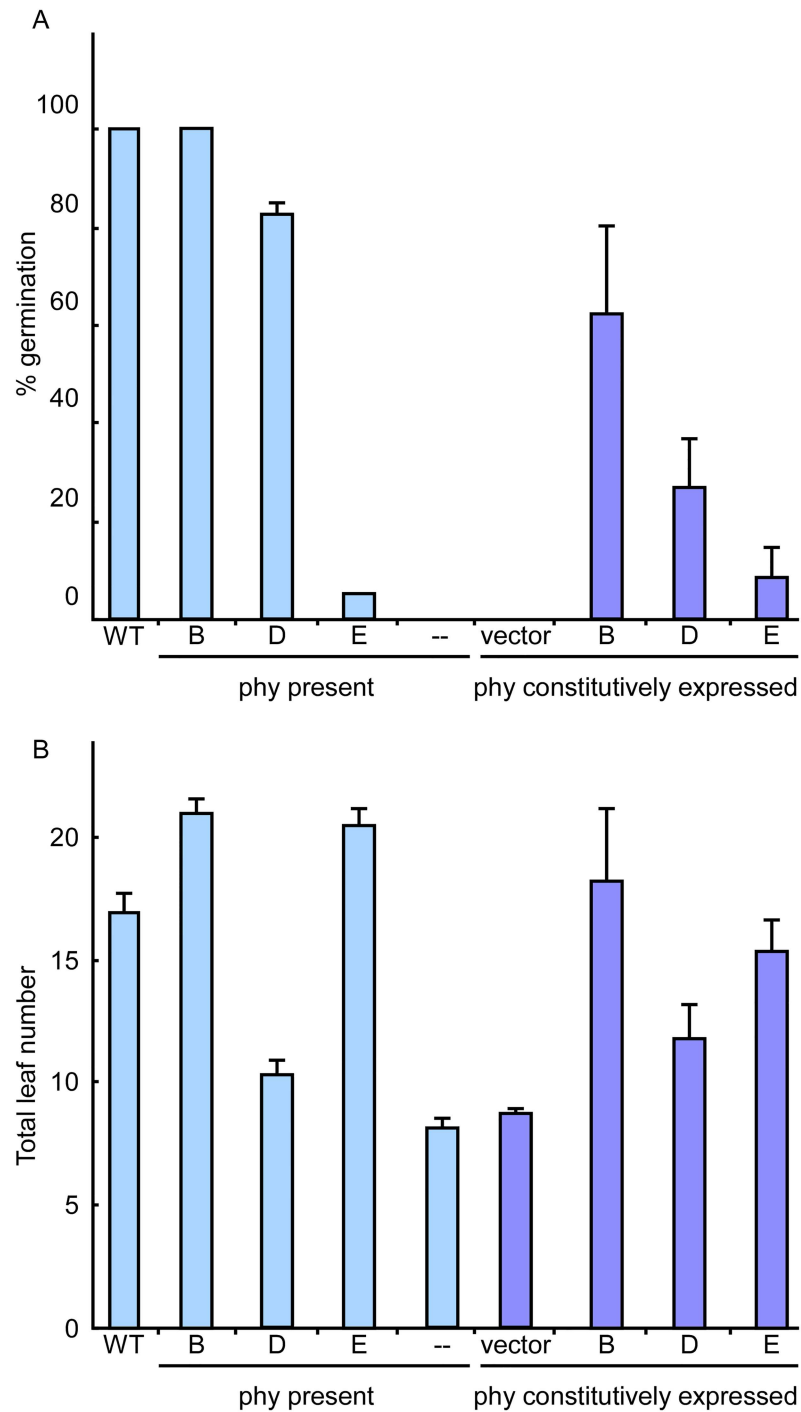 A
% germination
100
80
60
40
20
0
WT B D E -- vector B D E
phy present phy constitutively expressed
B
Total leaf number
20
15
10
5
0
WT B D E -- vector B D E
phy present phy constitutively expressed